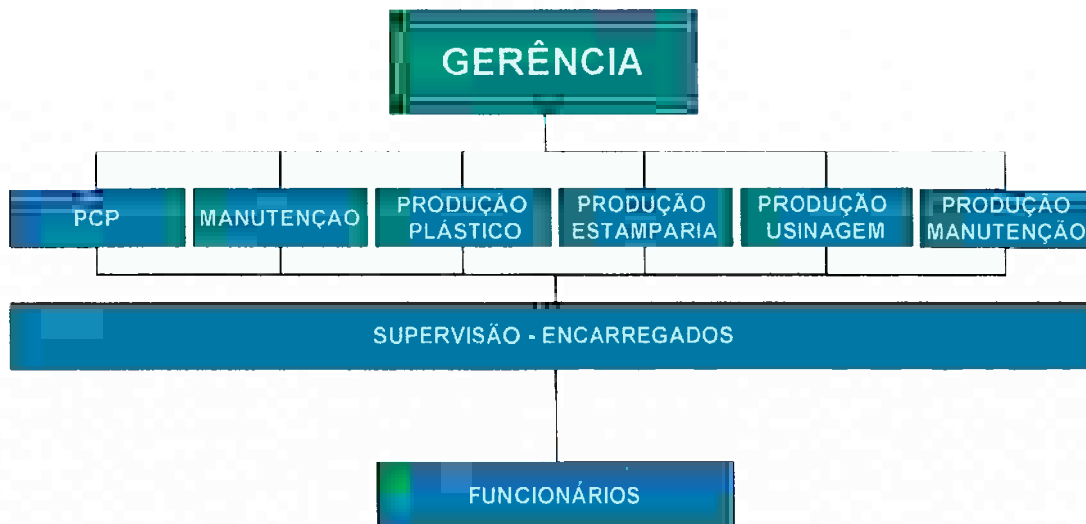 GERÊNCIA
PCP
MANUTENÇAO
PRODUÇÃO
PLÁSTICO
PRODUÇÃO
ESTAMPARIA
PRODUÇÃO
USINAGEM
PRODUÇÃO
MANUTENÇÃO
SUPERVISÃO - ENCARREGADOS
FUNCIONÁRIOS